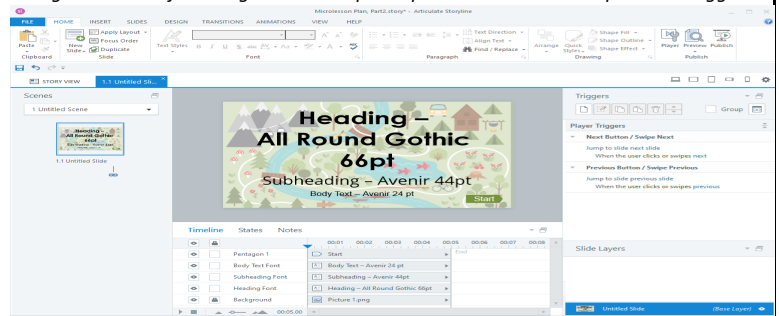 Microlesson Plan, Part2.story* - Articulate Storyline
FILE HOME INSERT SLIDES DESIGN TRANSITIONS ANIMATIONS VIEW HELP
Paste
Clipboard
New Slide
Apply Layout
Focus Order
Duplicate
Slide
Text Styles
B I U S abc AV Aa
Font
Text Direction
Align Text
Find / Replace
Paragraph
Arrange
Quick Styles
Shape Fill
Shape Outline
Shape Effect
Drawing
Player Preview Publish
Publish
STORY VIEW
1.1 Untitled Sli...
Scenes
1 Untitled Scene
1.1 Untitled Slide
Heading –
All Round Gothic
66pt
Subheading – Avenir 44pt
Body Text – Avenir 24 pt
Start
Timeline States Notes
00:01 00:02 00:03 00:04 00:05 00:06 00:07 00:08
Pentagon 1 Start End
Body Text Font Body Text – Avenir 24 pt
Subheading Font Subheading – Avenir 44pt
Heading Font Heading – All Round Gothic 66pt
Background Picture 1.png
00:05.00
Triggers
Group
Player Triggers
Next Button / Swipe Next
Jump to slide next slide
When the user clicks or swipes next
Previous Button / Swipe Previous
Jump to slide previous slide
When the user clicks or swipes previous
Slide Layers
Untitled Slide (Base Layer)